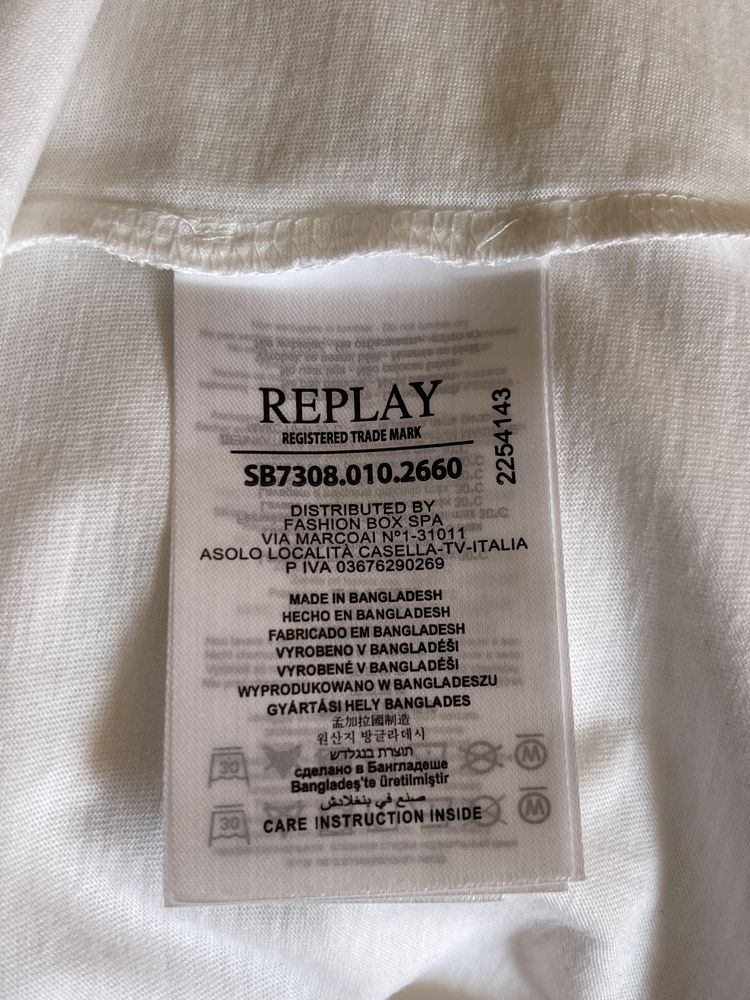 REPLAY
REGISTERED TRADE MARK
SB7308.010.2660
2254143
DISTRIBUTED BY
FASHION BOX SPA
VIA MARCOAI Nº1-31011
ASOLO LOCALITÀ CASELLA-TV-ITALIA
P IVA 03676290269
MADE IN BANGLADESH
HECHO EN BANGLADESH
FABRICADO EM BANGLADESH
VYROBENO V BANGLADÉŠI
VYROBENÉ V BANGLADÉŠI
WYPRODUKOWANO W BANGLADESZU
GYÁRTÁSI HELY BANGLADES
孟加拉國制造
원산지 방글라데시
תוצרת בנגלדש
сделано в Бангладеше
Bangladeş'te üretilmiştir
صنع في بنغلادش
CARE INSTRUCTION INSIDE